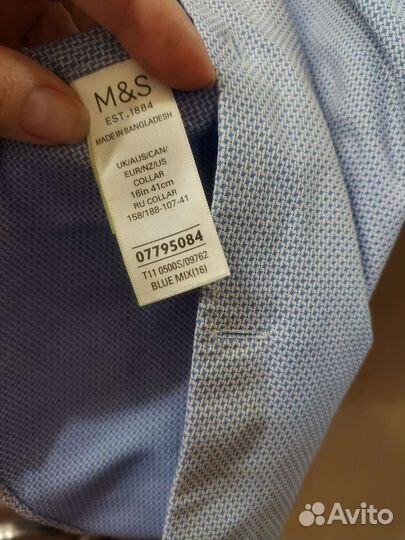 M&S
EST. 1884
MADE IN BANGLADESH
UK/AUS/CAN/
EUR/NZ/US
COLLAR
16in 41cm
RU COLLAR
158/188-107-41
07795084
T11 0500S/09762
BLUE MIX(16)
Avito